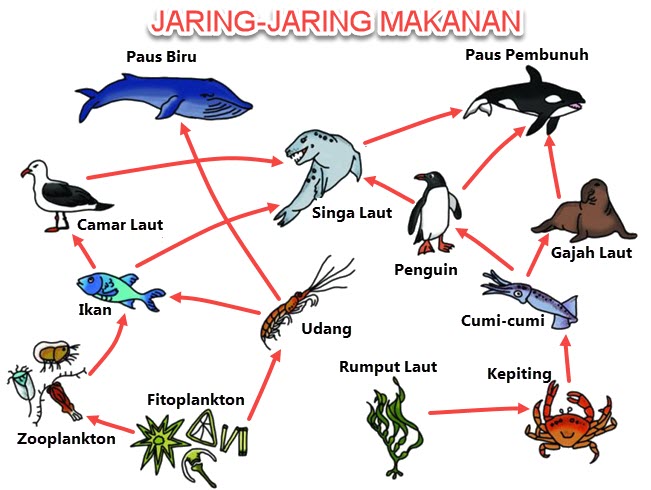 JARING-JARING MAKANAN
Paus Biru
Paus Pembunuh
Camar Laut
Singa Laut
Penguin
Gajah Laut
Ikan
Udang
Cumi-cumi
Rumput Laut
Kepiting
Fitoplankton
Zooplankton